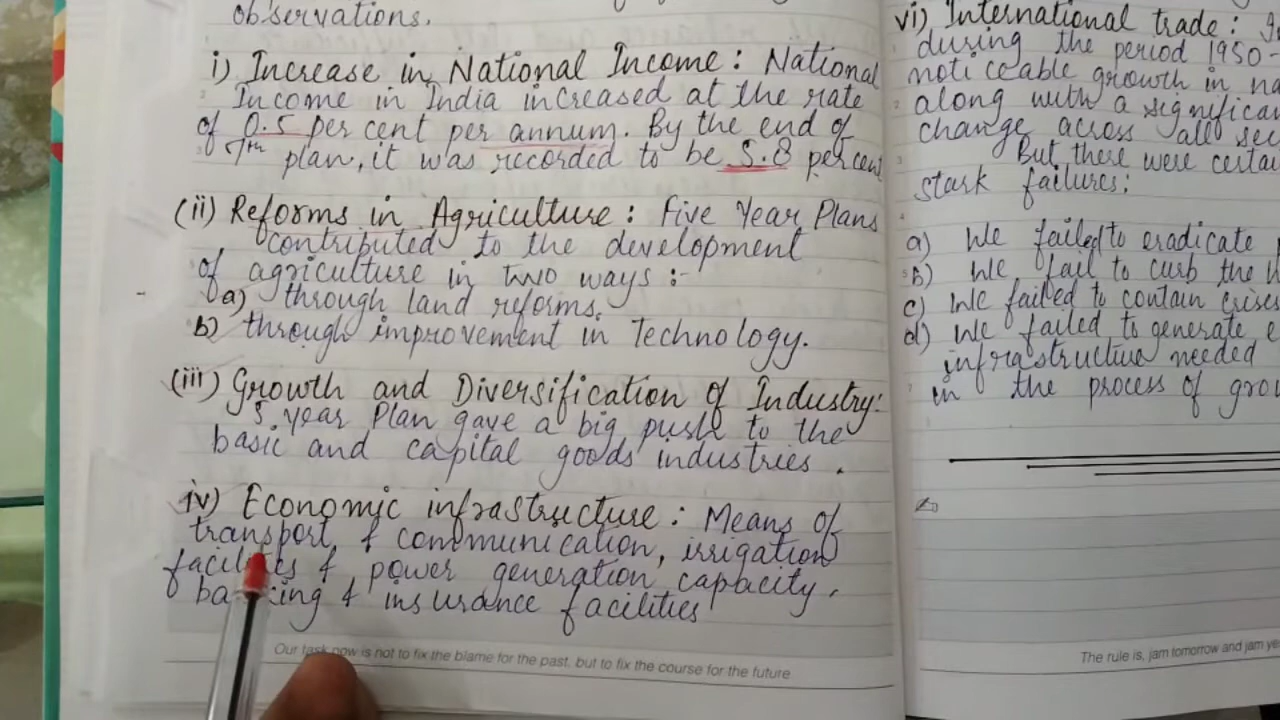 observations.
i) Increase in National Income: National
Income in India increased at the rate
of 0.5 per cent per annum. By the end of
7th plan, it was recorded to be 5.8 per cent
(ii) Reforms in Agriculture: Five Year Plans
contributed to the development
of agriculture in two ways :-
a) through land reforms.
b) through improvement in Technology.
(iii) Growth and Diversification of Industry:
5 year Plan gave a big push to the
basic and capital goods industries.
iv) Economic infrastructure: Means of
transport & communication, irrigation
facilities & power generation capacity,
banking & insurance facilities
Our task now is not to fix the blame for the past, but to fix the course for the future.
vi) International trade:
during the period 1950-
noticeable growth in
along with a
change across all
But there were
stark failures:
a) We failed to eradicate
b) We fail to curb the
c) We failed to contain
d) We failed to generate
infrastructure needed
in the process of
The rule is, jam tomorrow and jam